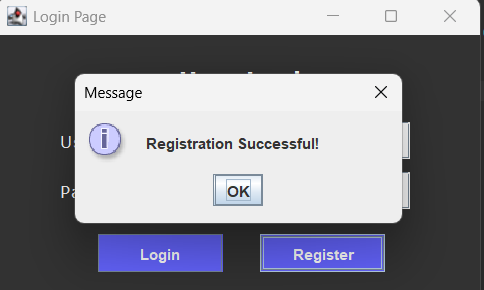 Login Page
Message
Registration Successful!
OK
Login
Register